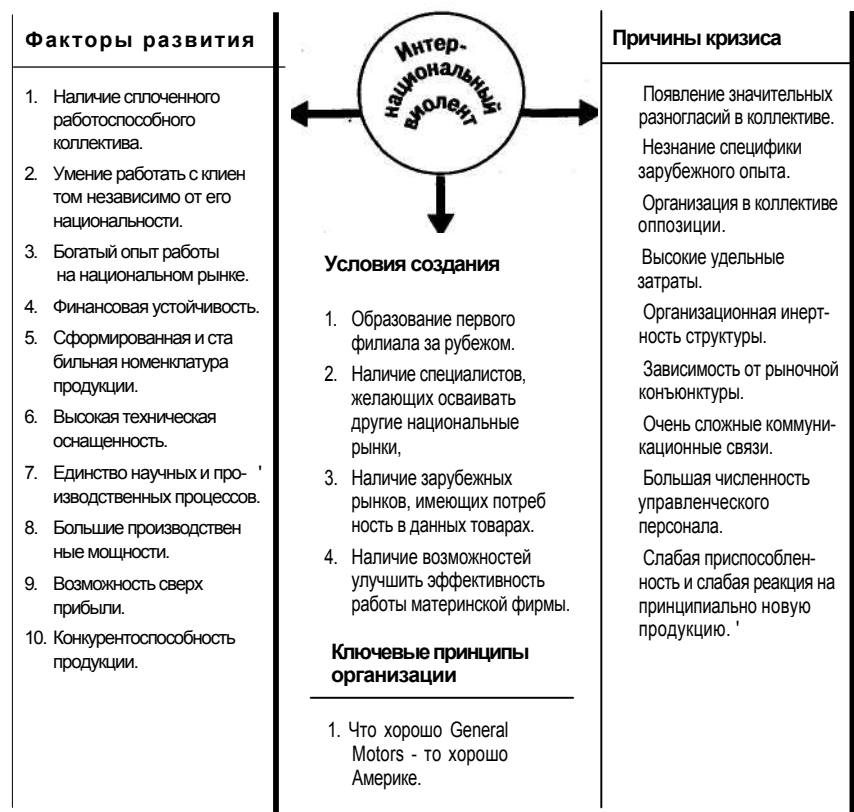 Факторы развития
1. Наличие сплоченного
работоспособного
коллектива.
2. Умение работать с клиен
том независимо от его
национальности.
3. Богатый опыт работы
на национальном рынке.
4. Финансовая устойчивость.
5. Сформированная и ста
бильная номенклатура
продукции.
6. Высокая техническая
оснащенность.
7. Единство научных и про- '
изводственных процессов.
8. Большие производствен
ные мощности.
9. Возможность сверх
прибыли.
10. Конкурентоспособность
продукции.
Интер-
национальный
виолент
Условия создания
1. Образование первого
филиала за рубежом.
2. Наличие специалистов,
желающих осваивать
другие национальные
рынки,
3. Наличие зарубежных
рынков, имеющих потреб
ность в данных товарах.
4. Наличие возможностей
улучшить эффективность
работы материнской фирмы.
Ключевые принципы
организации
1. Что хорошо General
Motors - то хорошо
Америке.
Причины кризиса
Появление значительных
разногласий в коллективе.
Незнание специфики
зарубежного опыта.
Организация в коллективе
оппозиции.
Высокие удельные
затраты.
Организационная инерт-
ность структуры.
Зависимость от рыночной
конъюнктуры.
Очень сложные коммуни-
кационные связи.
Большая численность
управленческого
персонала.
Слабая приспособлен-
ность и слабая реакция на
принципиально новую
продукцию. '